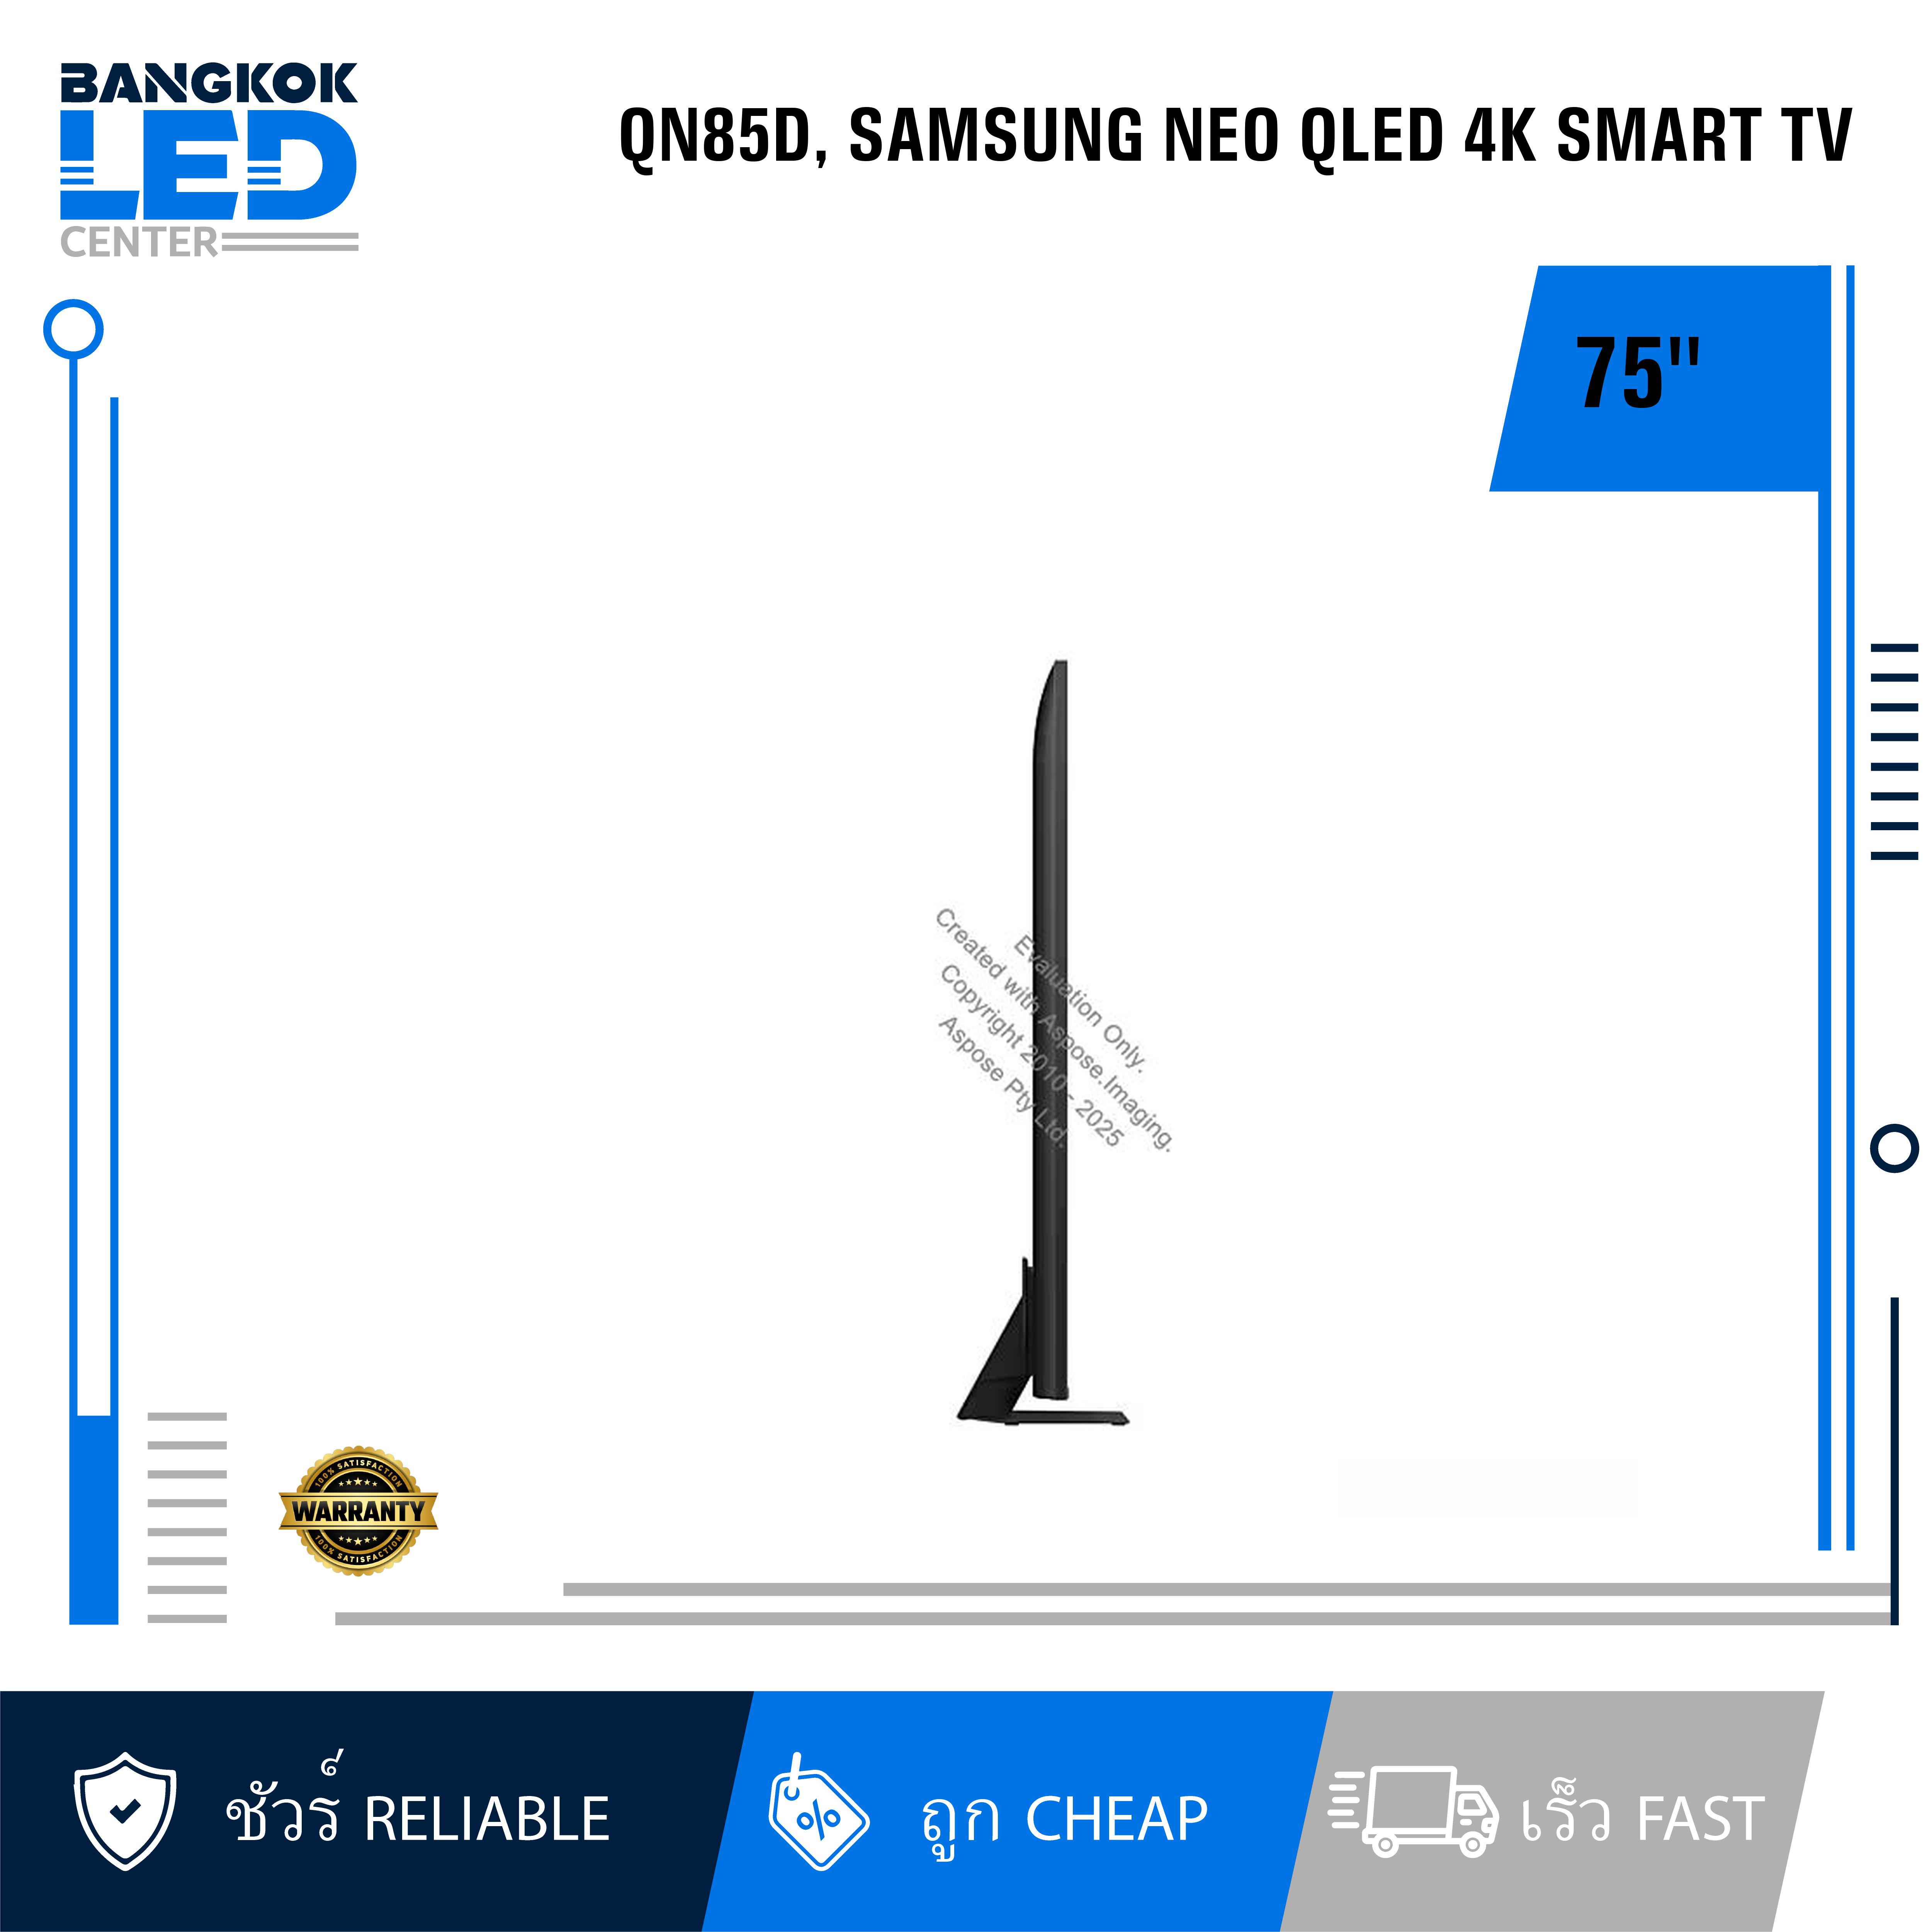 BANGKOK
LED
CENTER
QN85D, SAMSUNG NEO QLED 4K SMART TV
75"
Evaluation Only.
Created with Aspose.Imaging.
Copyright 2010 - 2025
Aspose Pty Ltd.
100% SATISFACTION
WARRANTY
100% SATISFACTION
ชัวร์ RELIABLE
ถูก CHEAP
เร็ว FAST